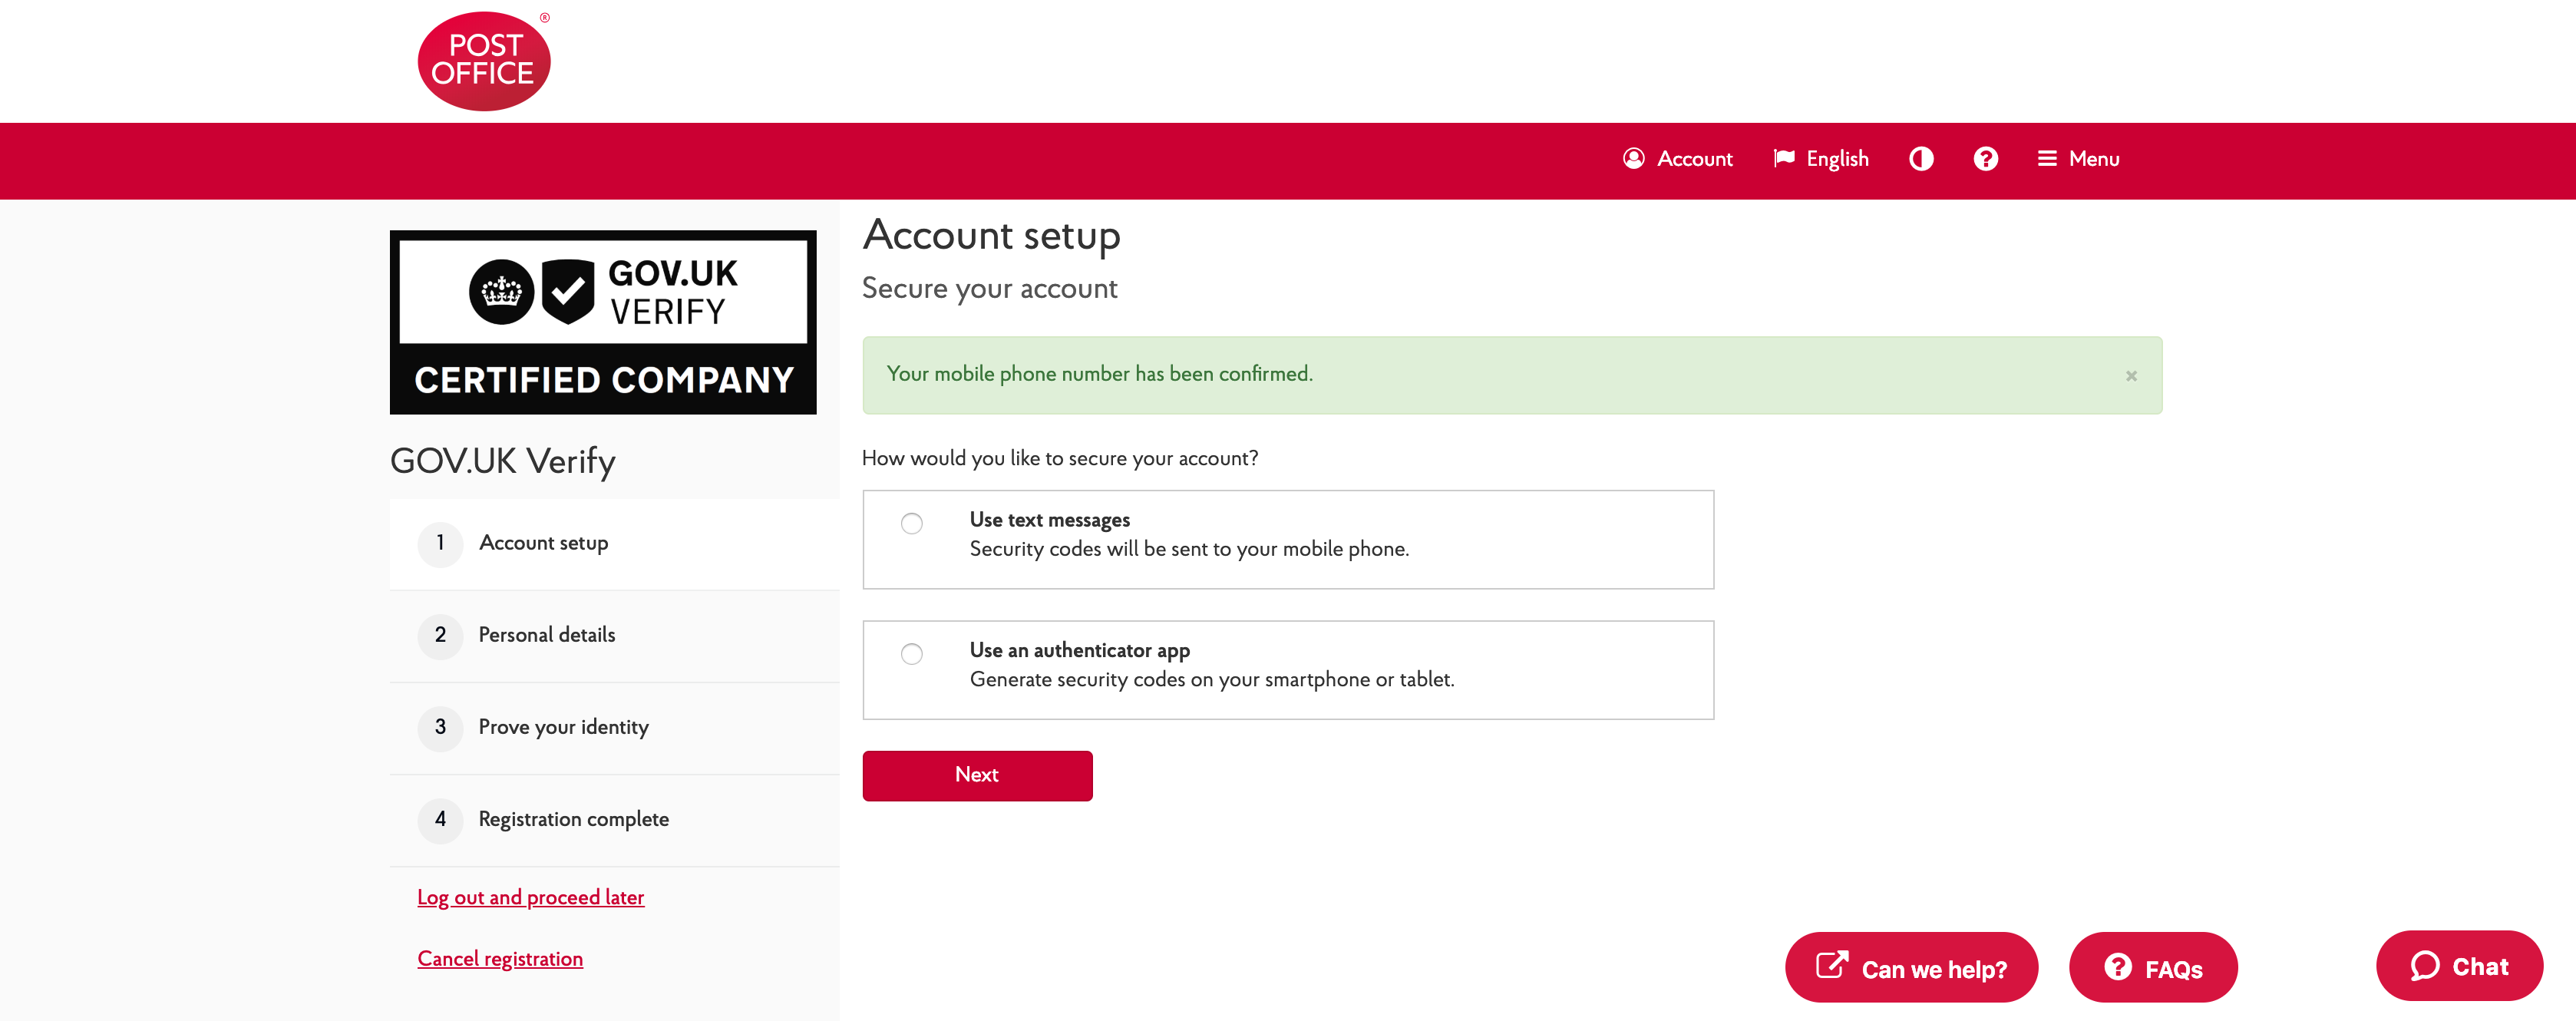 POST
OFFICE
®
Account
English
Menu
GOV.UK
VERIFY
CERTIFIED COMPANY
GOV.UK Verify
1 Account setup
2 Personal details
3 Prove your identity
4 Registration complete
Log out and proceed later
Cancel registration
Account setup
Secure your account
Your mobile phone number has been confirmed.
How would you like to secure your account?
Use text messages
Security codes will be sent to your mobile phone.
Use an authenticator app
Generate security codes on your smartphone or tablet.
Next
Can we help?
FAQs
Chat